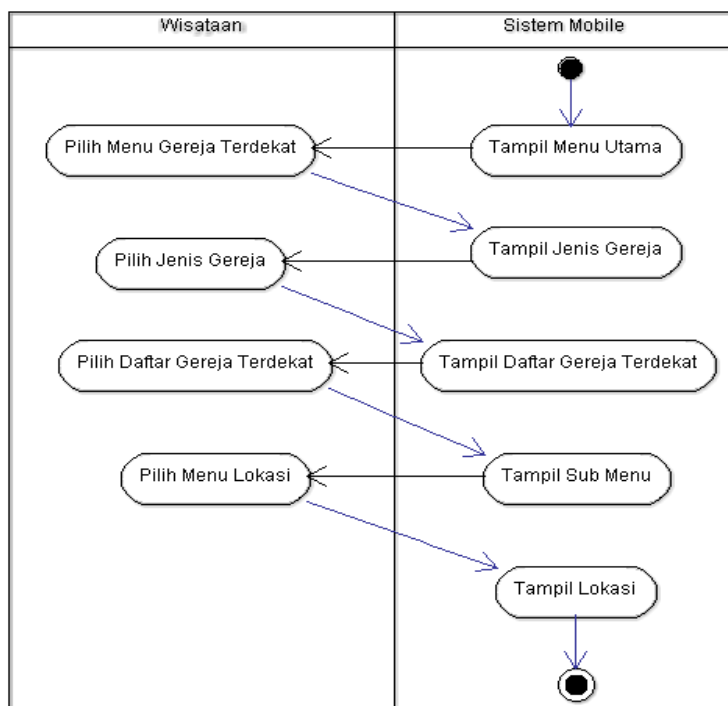 Wisataan
Sistem Mobile
Pilih Menu Gereja Terdekat
Tampil Menu Utama
Pilih Jenis Gereja
Tampil Jenis Gereja
Pilih Daftar Gereja Terdekat
Tampil Daftar Gereja Terdekat
Pilih Menu Lokasi
Tampil Sub Menu
Tampil Lokasi